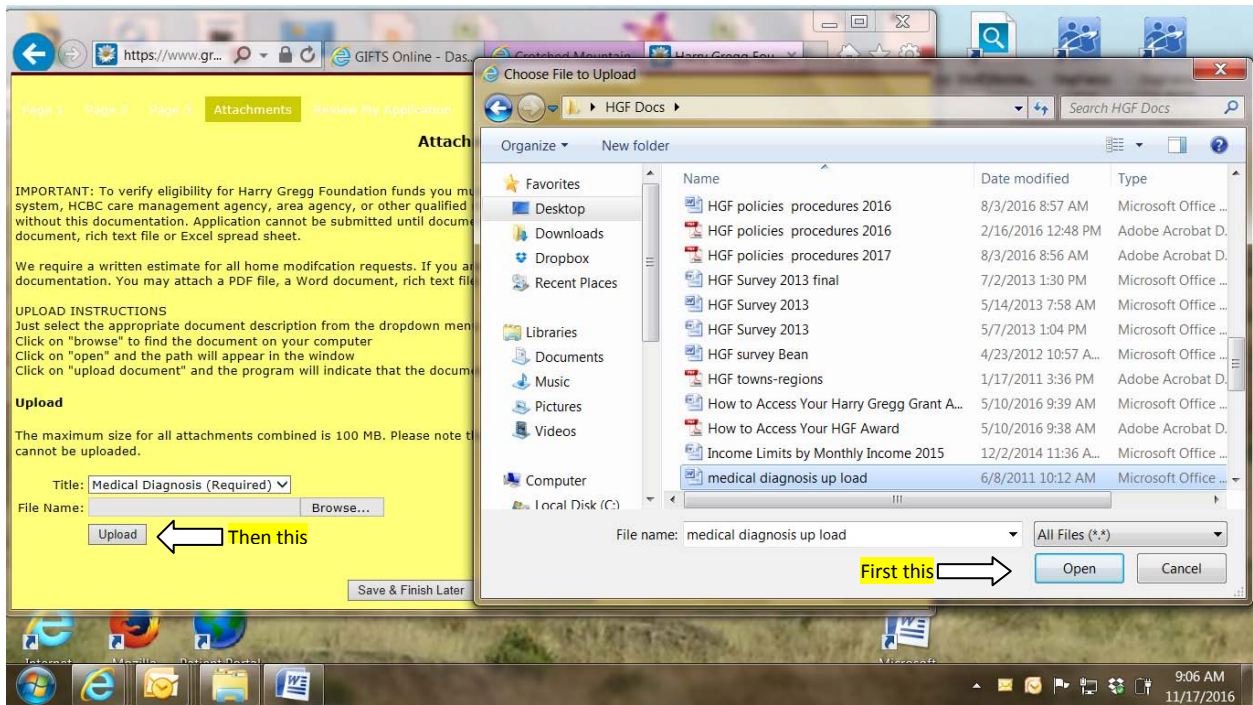 https://www.gr...
GIFTS Online - Das...
Crotched Mountain
Harry Gregg Fou...
Page 1 Page 2 Page 3 Attachments Review My Application
Attach
IMPORTANT: To verify eligibility for Harry Gregg Foundation funds you mu
system, HCBC care management agency, area agency, or other qualified
without this documentation. Application cannot be submitted until docume
document, rich text file or Excel spread sheet.
We require a written estimate for all home modifcation requests. If you ar
documentation. You may attach a PDF file, a Word document, rich text file
UPLOAD INSTRUCTIONS
Just select the appropriate document description from the dropdown men
Click on "browse" to find the document on your computer
Click on "open" and the path will appear in the window
Click on "upload document" and the program will indicate that the docume
Upload
The maximum size for all attachments combined is 100 MB. Please note t
cannot be uploaded.
Title: Medical Diagnosis (Required)
File Name: Browse...
Upload
Then this
Save & Finish Later
Choose File to Upload
HGF Docs
Search HGF Docs
Organize
New folder
Favorites
Desktop
Downloads
Dropbox
Recent Places
Libraries
Documents
Music
Pictures
Videos
Computer
Local Disk (C:)
Name Date modified Type
HGF policies procedures 2016 8/3/2016 8:57 AM Microsoft Office ...
HGF policies procedures 2016 2/16/2016 12:48 PM Adobe Acrobat D.
HGF policies procedures 2017 8/3/2016 8:56 AM Adobe Acrobat D.
HGF Survey 2013 final 7/2/2013 1:30 PM Microsoft Office ...
HGF Survey 2013 5/14/2013 7:58 AM Microsoft Office ...
HGF Survey 2013 5/7/2013 1:04 PM Microsoft Office ...
HGF survey Bean 4/23/2012 10:57 A... Microsoft Office ...
HGF towns-regions 1/17/2011 3:36 PM Adobe Acrobat D.
How to Access Your Harry Gregg Grant A... 5/10/2016 9:39 AM Microsoft Office ...
How to Access Your HGF Award 5/10/2016 9:38 AM Adobe Acrobat D.
Income Limits by Monthly Income 2015 12/2/2014 11:36 A... Microsoft Office ...
medical diagnosis up load 6/8/2011 10:12 AM Microsoft Office ...
File name: medical diagnosis up load
All Files (*.*)
First this
Open
Cancel
Internet
Mozilla
Patient Portal
Microsoft
9:06 AM
11/17/2016